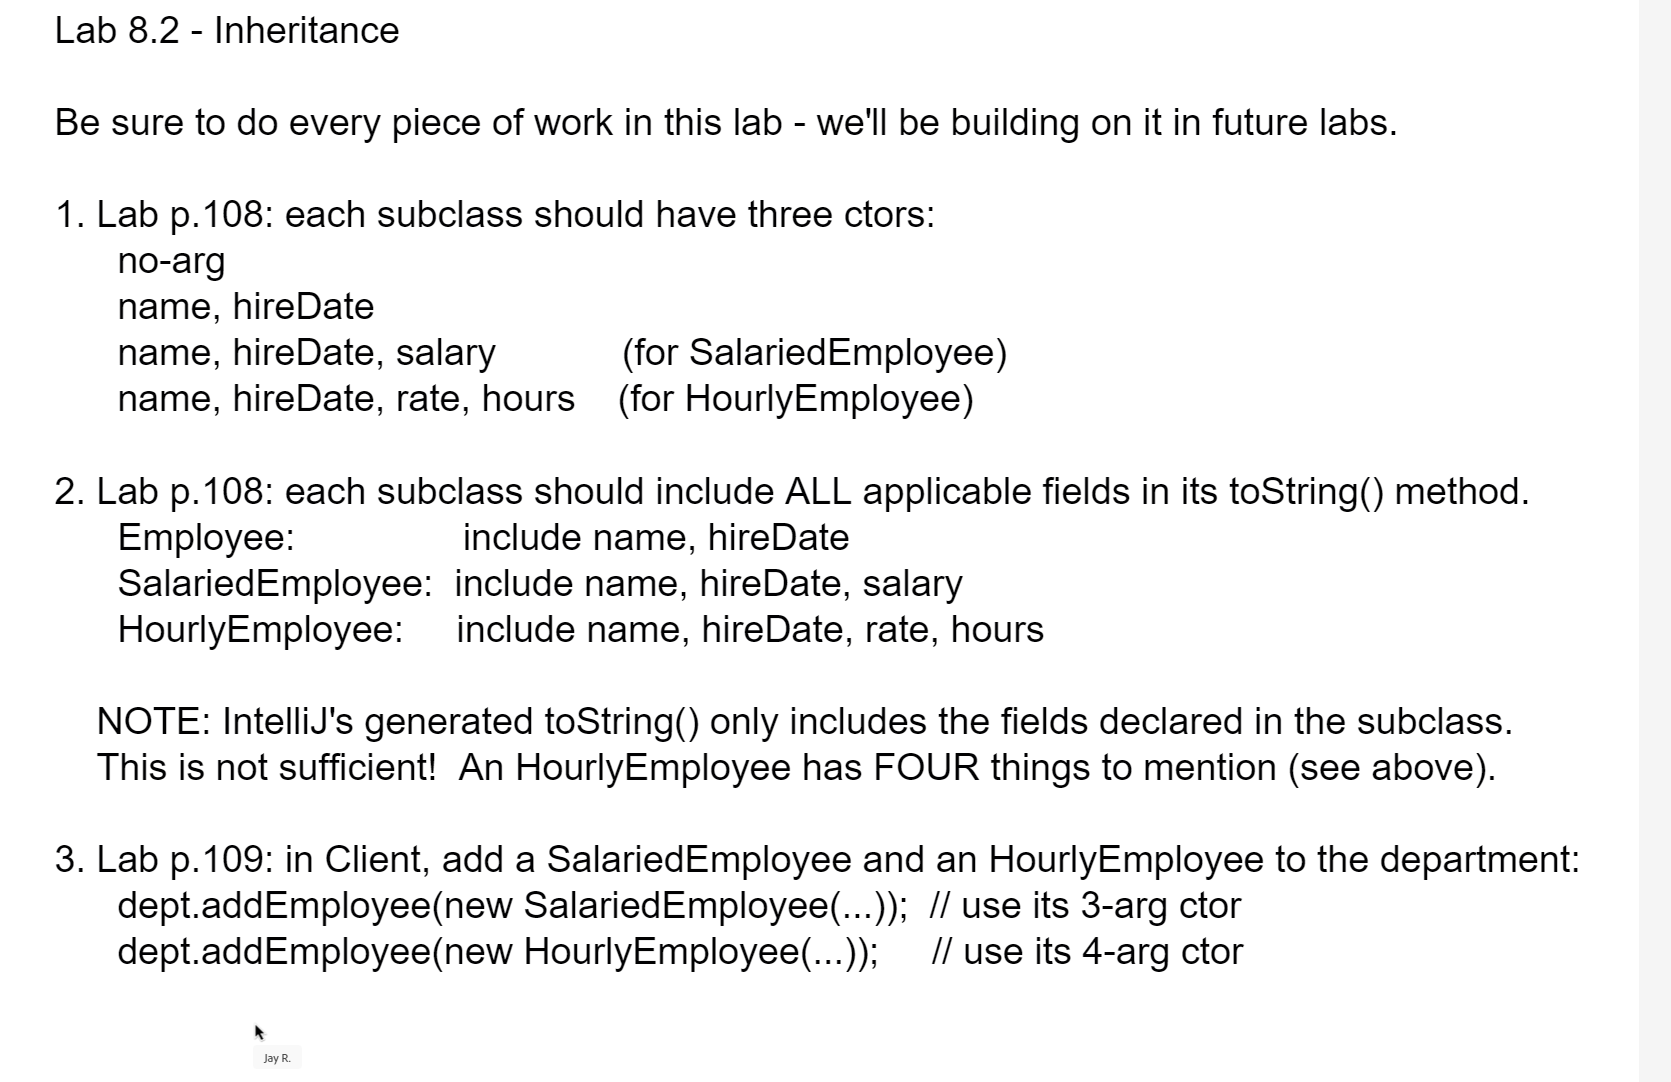 Lab 8.2 - Inheritance
Be sure to do every piece of work in this lab - we'll be building on it in future labs.
1. Lab p.108: each subclass should have three ctors:
no-arg
name, hireDate
name, hireDate, salary (for SalariedEmployee)
name, hireDate, rate, hours (for HourlyEmployee)
2. Lab p.108: each subclass should include ALL applicable fields in its toString() method.
Employee: include name, hireDate
SalariedEmployee: include name, hireDate, salary
HourlyEmployee: include name, hireDate, rate, hours
NOTE: IntelliJ's generated toString() only includes the fields declared in the subclass.
This is not sufficient! An HourlyEmployee has FOUR things to mention (see above).
3. Lab p.109: in Client, add a SalariedEmployee and an HourlyEmployee to the department:
dept.addEmployee(new SalariedEmployee(...)); // use its 3-arg ctor
dept.addEmployee(new HourlyEmployee(...)); // use its 4-arg ctor
Jay R.